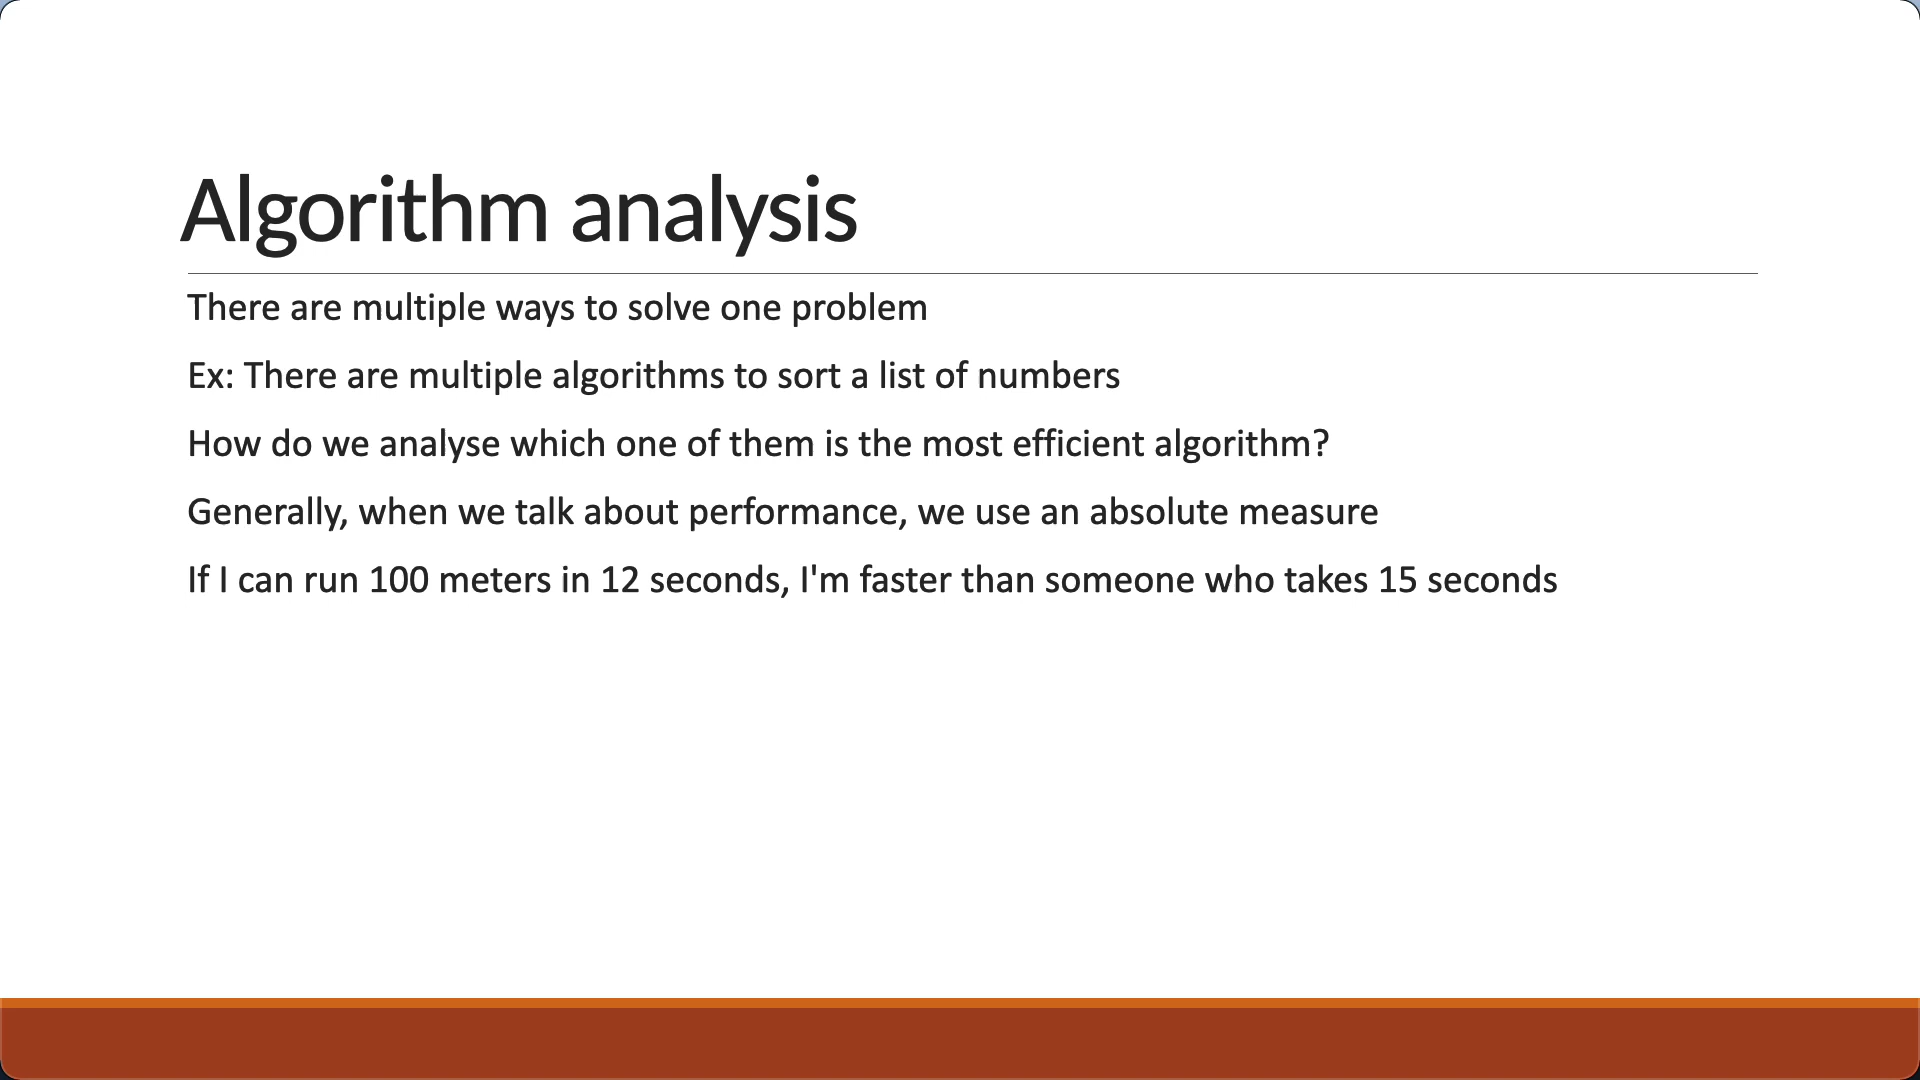 Algorithm analysis
There are multiple ways to solve one problem
Ex: There are multiple algorithms to sort a list of numbers
How do we analyse which one of them is the most efficient algorithm?
Generally, when we talk about performance, we use an absolute measure
If I can run 100 meters in 12 seconds, I'm faster than someone who takes 15 seconds